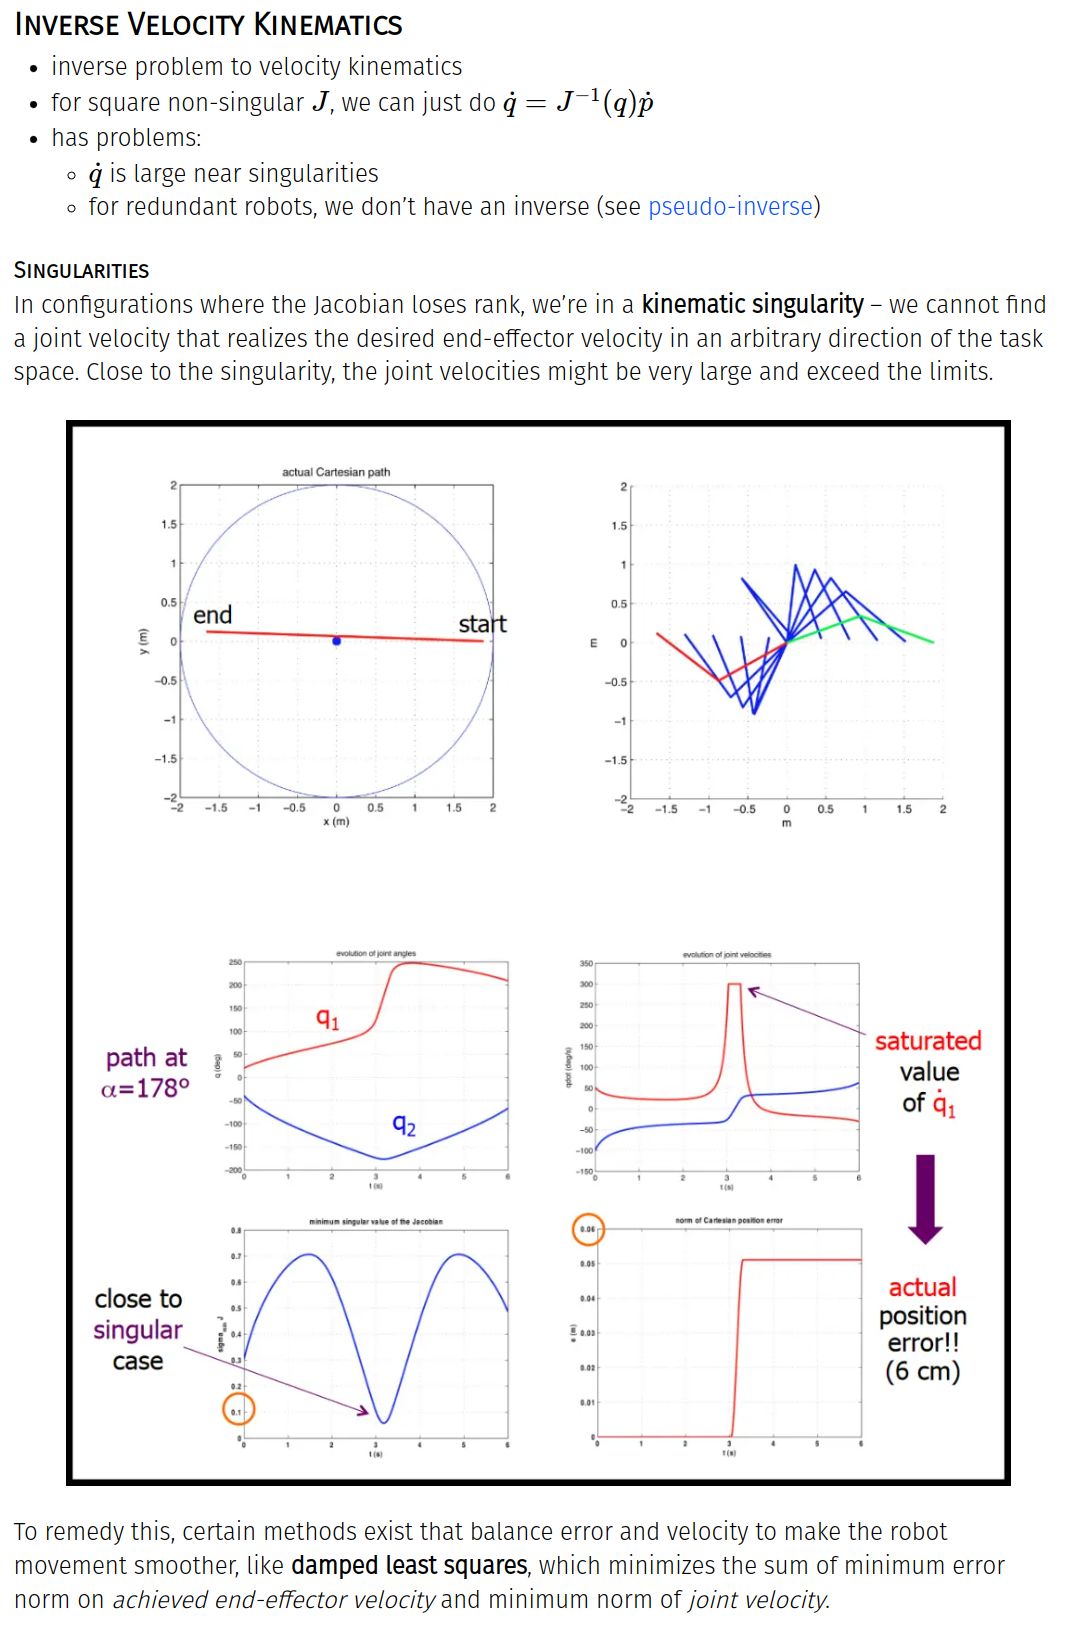 INVERSE VELOCITY KINEMATICS
• inverse problem to velocity kinematics
• for square non-singular J, we can just do q̇ = J⁻¹(q)ṗ
• has problems:
◦ q̇ is large near singularities
◦ for redundant robots, we don't have an inverse (see pseudo-inverse)
SINGULARITIES
In configurations where the Jacobian loses rank, we're in a kinematic singularity – we cannot find
a joint velocity that realizes the desired end-effector velocity in an arbitrary direction of the task
space. Close to the singularity, the joint velocities might be very large and exceed the limits.
actual Cartesian path
2
1.5
1
0.5
0
−0.5
−1
−1.5
−2
y (m)
end
start
−2 −1.5 −1 −0.5 0 0.5 1 1.5 2
x (m)
2
1.5
1
0.5
0
−0.5
−1
−1.5
−2
m
−2 −1.5 −1 −0.5 0 0.5 1 1.5 2
m
path at
α=178°
evolution of joint angles
250
200
150
100
50
0
−50
−100
−150
−200
q (deg)
q₁
q₂
0 1 2 3 4 5 6
t (s)
evolution of joint velocities
350
300
250
200
150
100
50
0
−50
−100
−150
qdot (deg/s)
0 1 2 3 4 5 6
t (s)
saturated
value
of q̇₁
close to
singular
case
minimum singular value of the Jacobian
0.8
0.7
0.6
0.5
0.4
0.3
0.2
0.1
0
sigma_min J
0 1 2 3 4 5 6
t (s)
norm of Cartesian position error
0.06
0.05
0.04
0.03
0.02
0.01
0
e (m)
0 1 2 3 4 5 6
t (s)
actual
position
error!!
(6 cm)
To remedy this, certain methods exist that balance error and velocity to make the robot
movement smoother, like damped least squares, which minimizes the sum of minimum error
norm on achieved end-effector velocity and minimum norm of joint velocity.